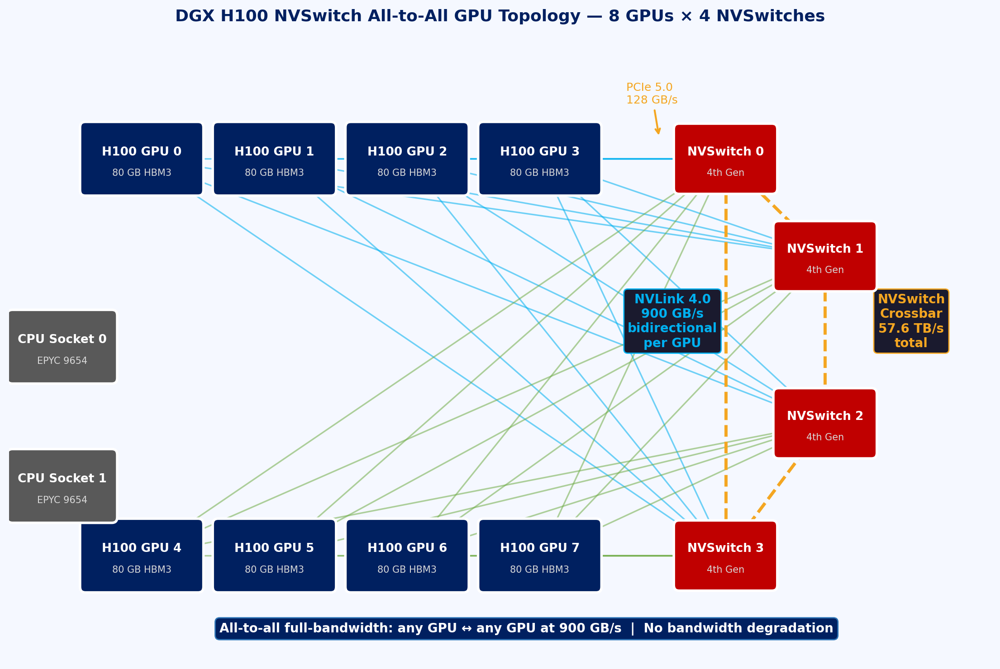 DGX H100 NVSwitch All-to-All GPU Topology — 8 GPUs × 4 NVSwitches
PCIe 5.0
128 GB/s
H100 GPU 0
80 GB HBM3
H100 GPU 1
80 GB HBM3
H100 GPU 2
80 GB HBM3
H100 GPU 3
80 GB HBM3
NVSwitch 0
4th Gen
NVSwitch 1
4th Gen
NVLink 4.0
900 GB/s
bidirectional
per GPU
NVSwitch
Crossbar
57.6 TB/s
total
CPU Socket 0
EPYC 9654
NVSwitch 2
4th Gen
CPU Socket 1
EPYC 9654
H100 GPU 4
80 GB HBM3
H100 GPU 5
80 GB HBM3
H100 GPU 6
80 GB HBM3
H100 GPU 7
80 GB HBM3
NVSwitch 3
4th Gen
All-to-all full-bandwidth: any GPU ↔ any GPU at 900 GB/s | No bandwidth degradation